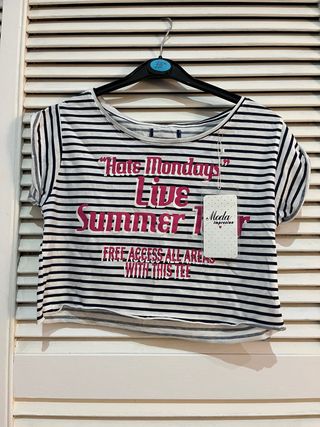 "Hate Mondays"
Live
Summer
FREE ACCESS ALL AREAS
WITH THIS TEE
Moda